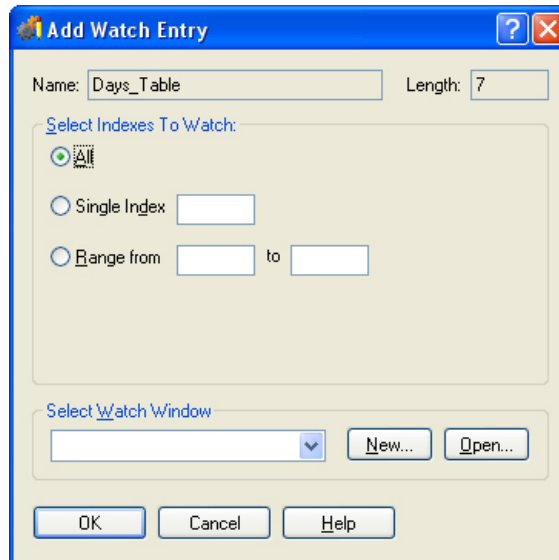 Add Watch Entry
Name: Days_Table Length: 7
Select Indexes To Watch:
All
Single Index
Range from to
Select Watch Window
New... Open...
OK Cancel Help